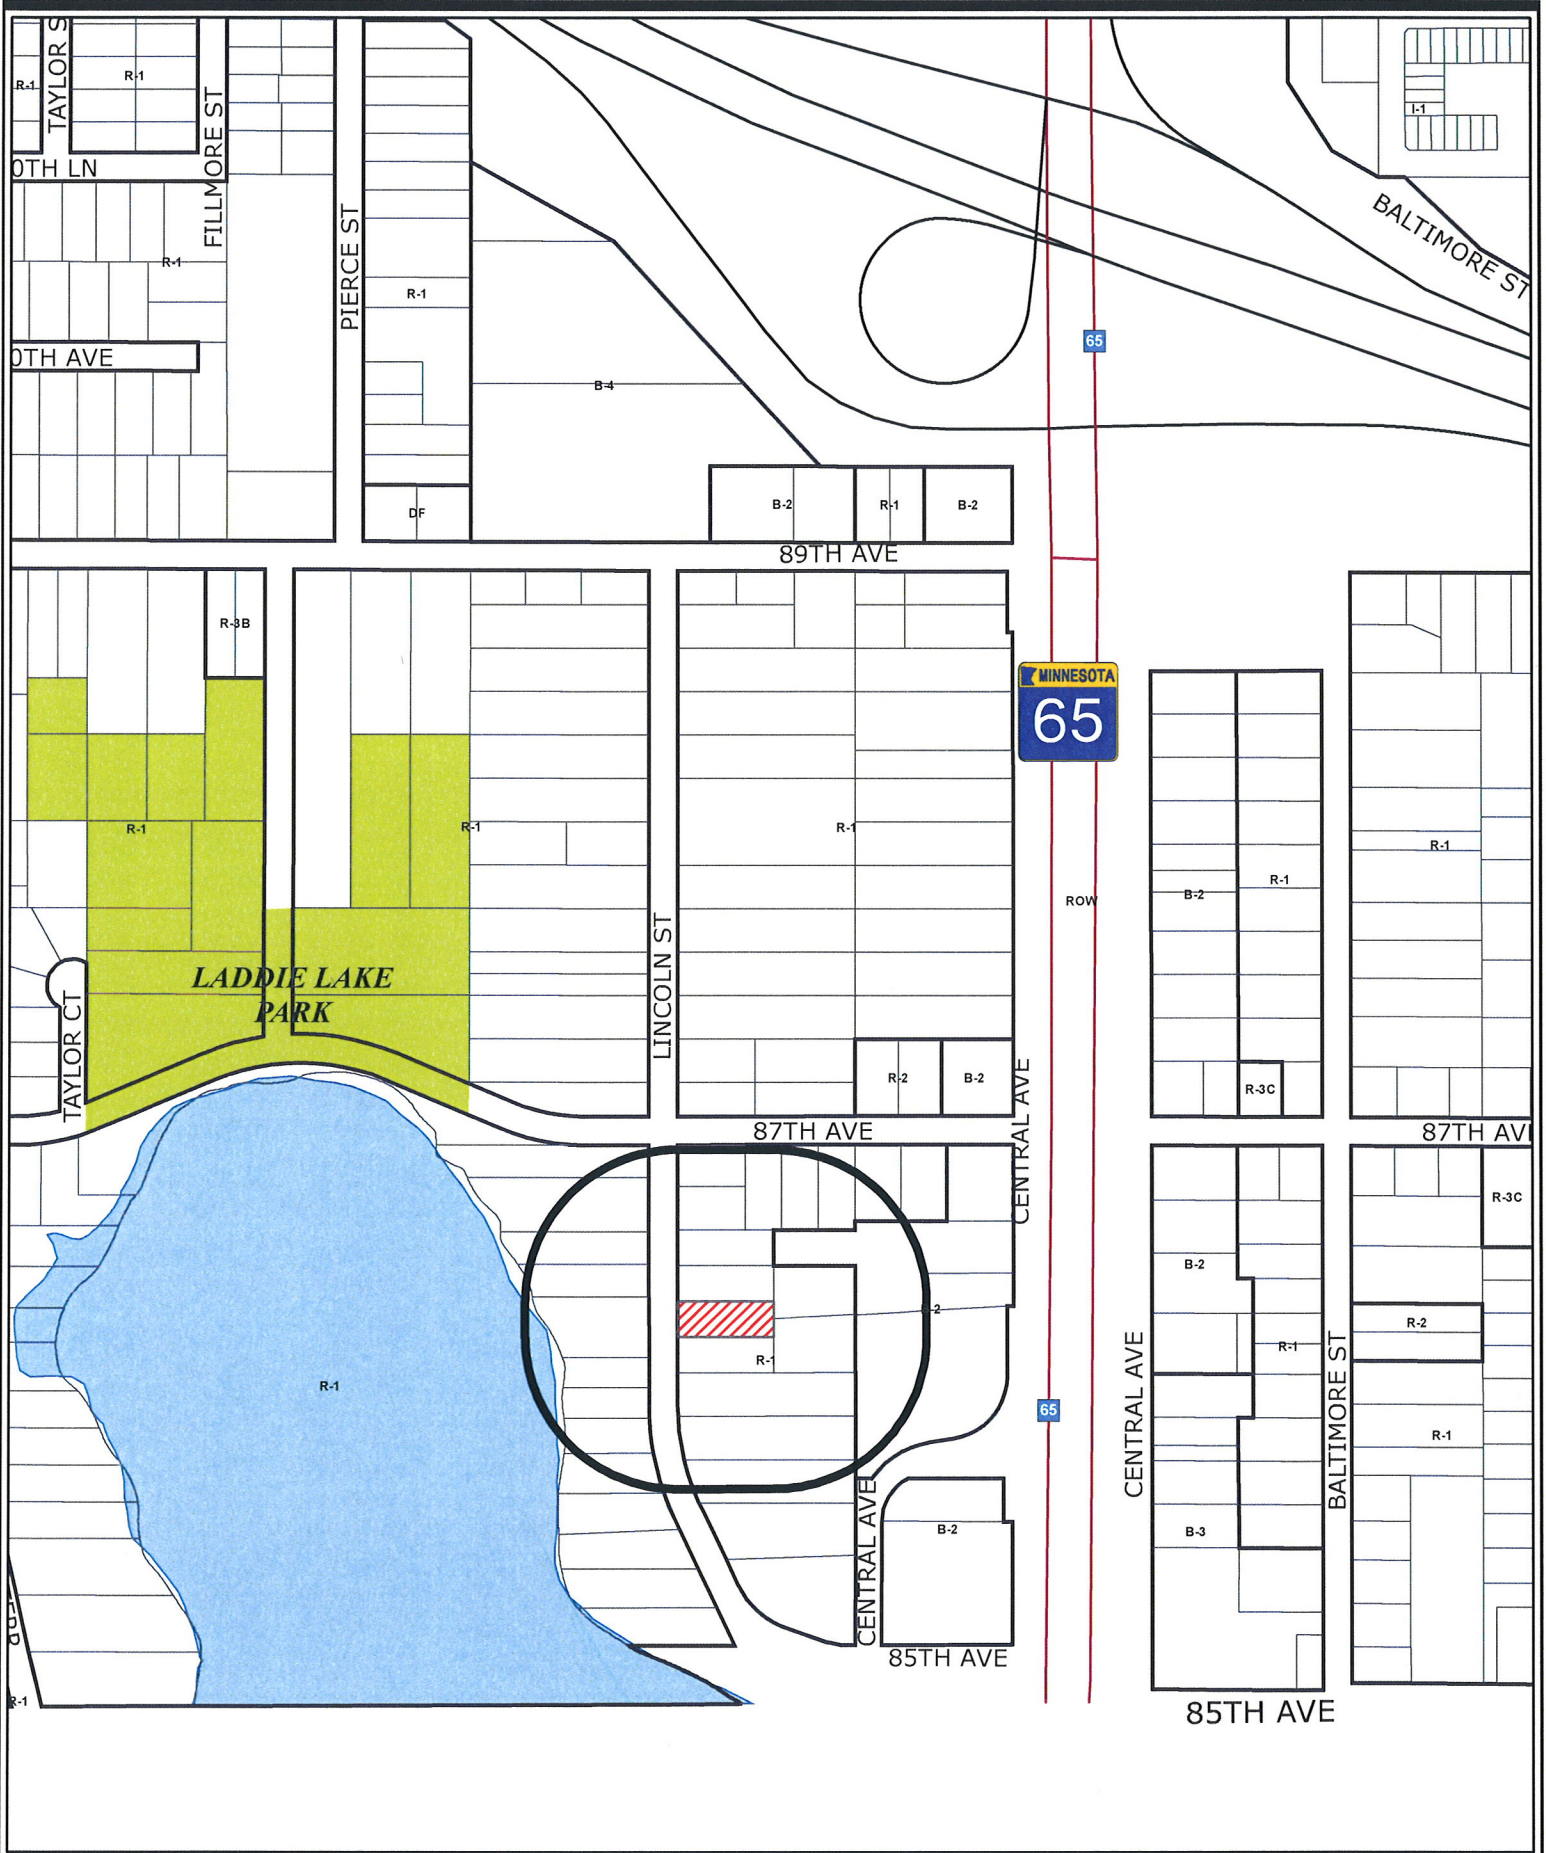 TAYLOR S
R-1
R-1
FILLMORE ST
I-1
0TH LN
BALTIMORE ST
PIERCE ST
R-1
R-1
65
0TH AVE
B-4
DF
B-2
R-1
B-2
89TH AVE
R-3B
MINNESOTA
65
R-1
R-1
R-1
R-1
R-1
B-2
ROW
LINCOLN ST
LADDIE LAKE
PARK
TAYLOR CT
R-2
B-2
R-3C
CENTRAL AVE
87TH AVE
87TH AV
R-3C
B-2
R-2
R-1
R-1
R-1
CENTRAL AVE
BALTIMORE ST
65
R-1
B-2
B-3
CENTRAL AVE
85TH AVE
R-1
85TH AVE